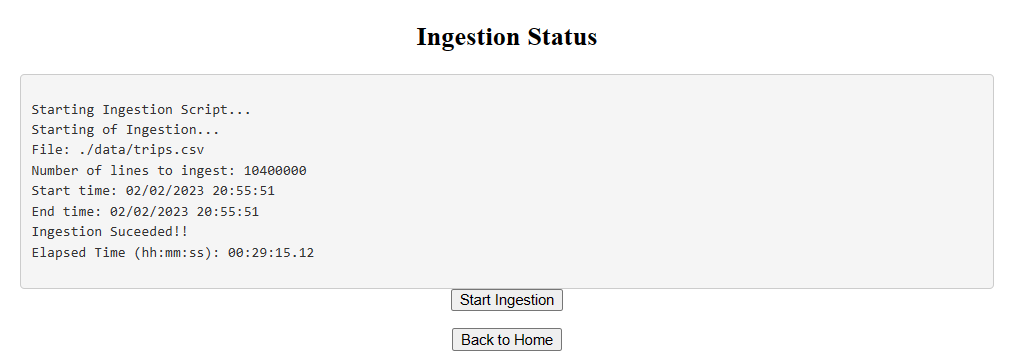 Ingestion Status
Starting Ingestion Script...
Starting of Ingestion...
File: ./data/trips.csv
Number of lines to ingest: 10400000
Start time: 02/02/2023 20:55:51
End time: 02/02/2023 20:55:51
Ingestion Suceeded!!
Elapsed Time (hh:mm:ss): 00:29:15.12
Start Ingestion
Back to Home